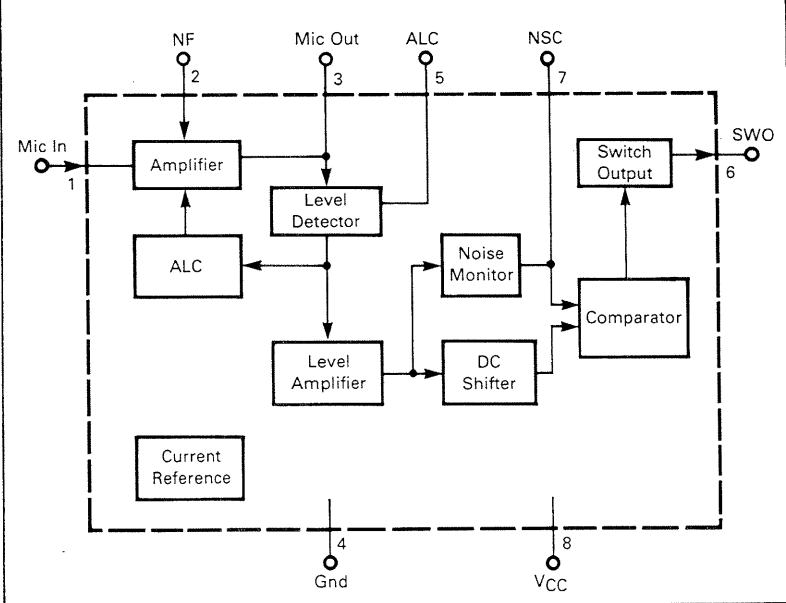 NF
Mic Out
ALC
NSC
2
3
5
7
Mic In
1
Amplifier
Switch
Output
SWO
6
Level
Detector
ALC
Noise
Monitor
Comparator
Level
Amplifier
DC
Shifter
Current
Reference
4
8
Gnd
VCC